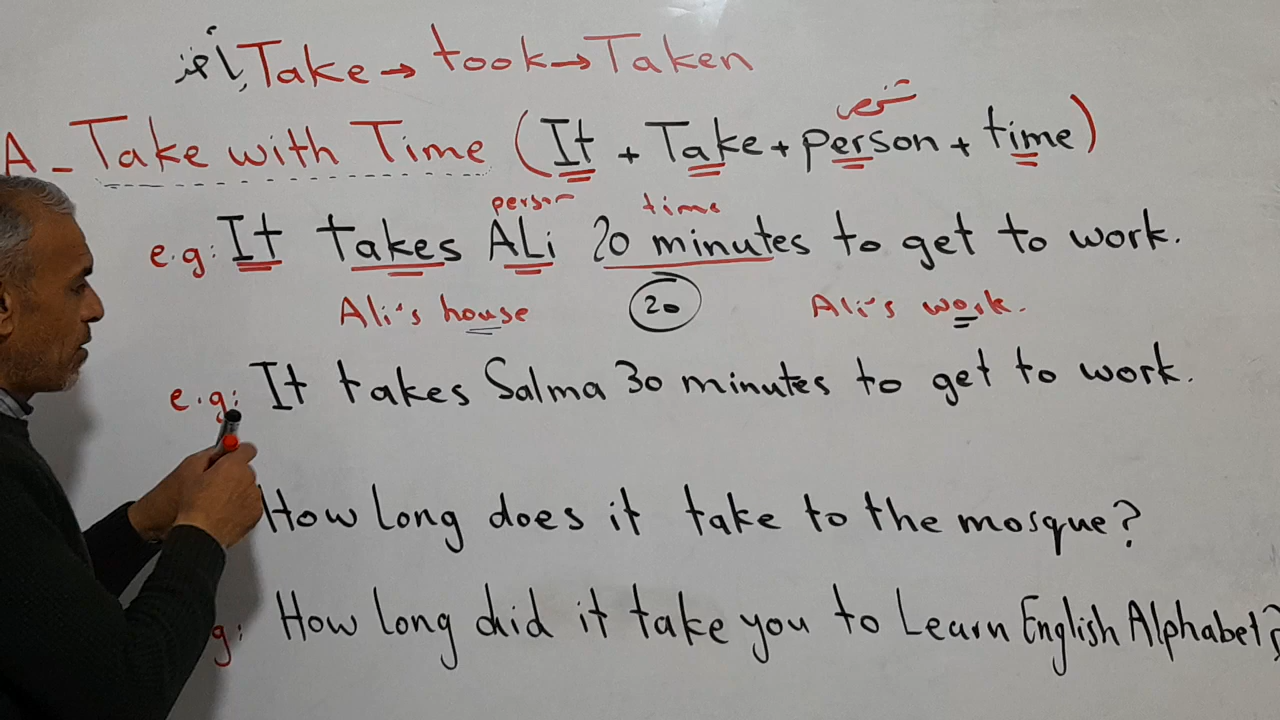 يأخذ Take → took → Taken
شخص
A - Take with Time (It + Take + person + time)
person time
e.g: It takes ALi 20 minutes to get to work.
Ali's house 20 Ali's work.
e.g: It takes Salma 30 minutes to get to work.
How long does it take to the mosque?
g: How long did it take you to Learn English Alphabet?